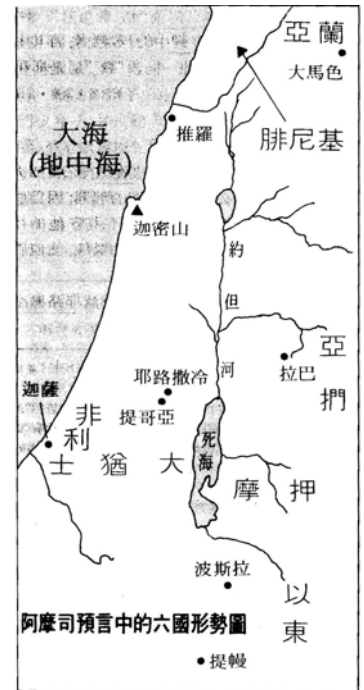 亞蘭
大馬色
腓尼基
推羅
大海
(地中海)
迦密山
約但河
亞捫
拉巴
耶路撒冷
提哥亞
迦薩
非利士
猶大
死海
摩押
波斯拉
以東
阿摩司預言中的六國形勢圖
提幔